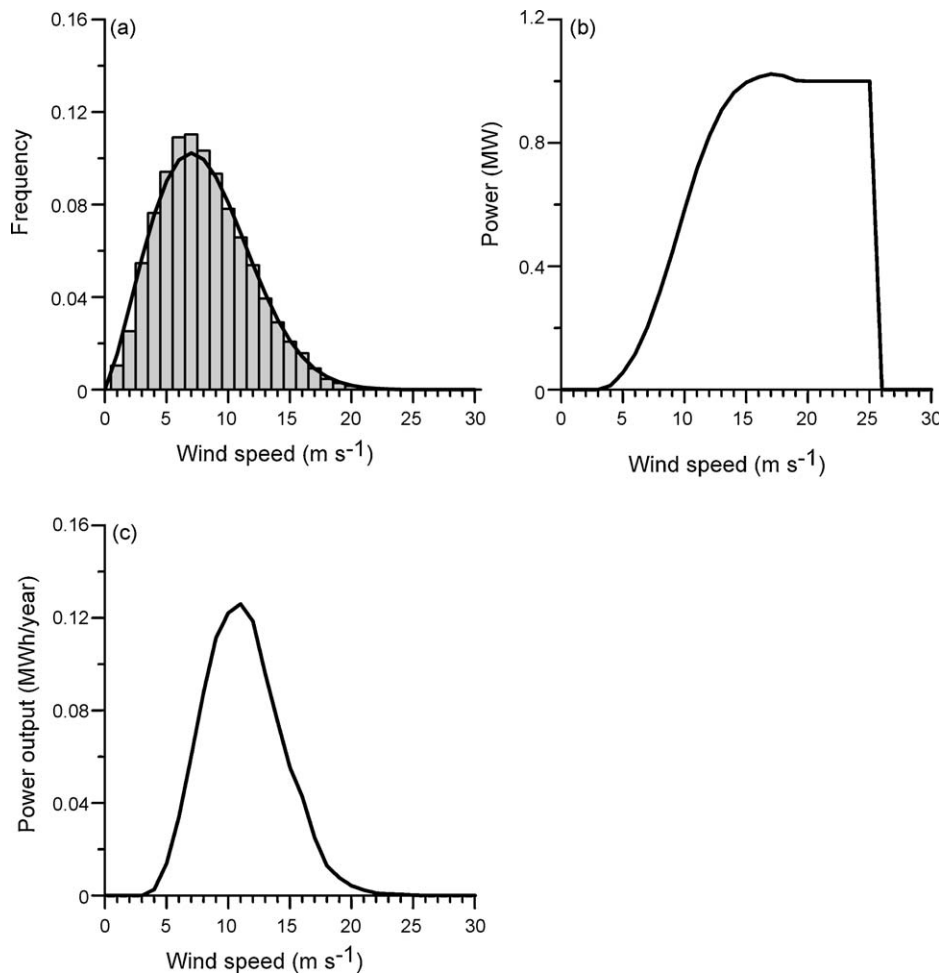 (a)
Frequency
0.16
0.12
0.08
0.04
0
0 5 10 15 20 25 30
Wind speed (m s-1)
(b)
Power (MW)
1.2
0.8
0.4
0
0 5 10 15 20 25 30
Wind speed (m s-1)
(c)
Power output (MWh/year)
0.16
0.12
0.08
0.04
0
0 5 10 15 20 25 30
Wind speed (m s-1)